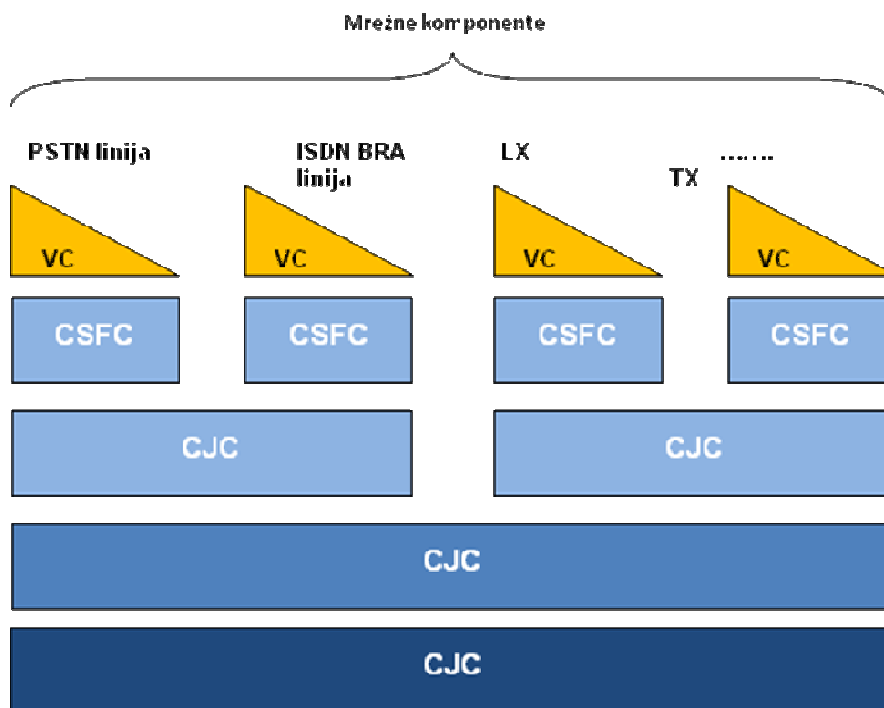 Mrežne komponente
PSTN linija
ISDN BRA
linija
LX
TX
.......
VC
VC
VC
VC
CSFC
CSFC
CSFC
CSFC
CJC
CJC
CJC
CJC